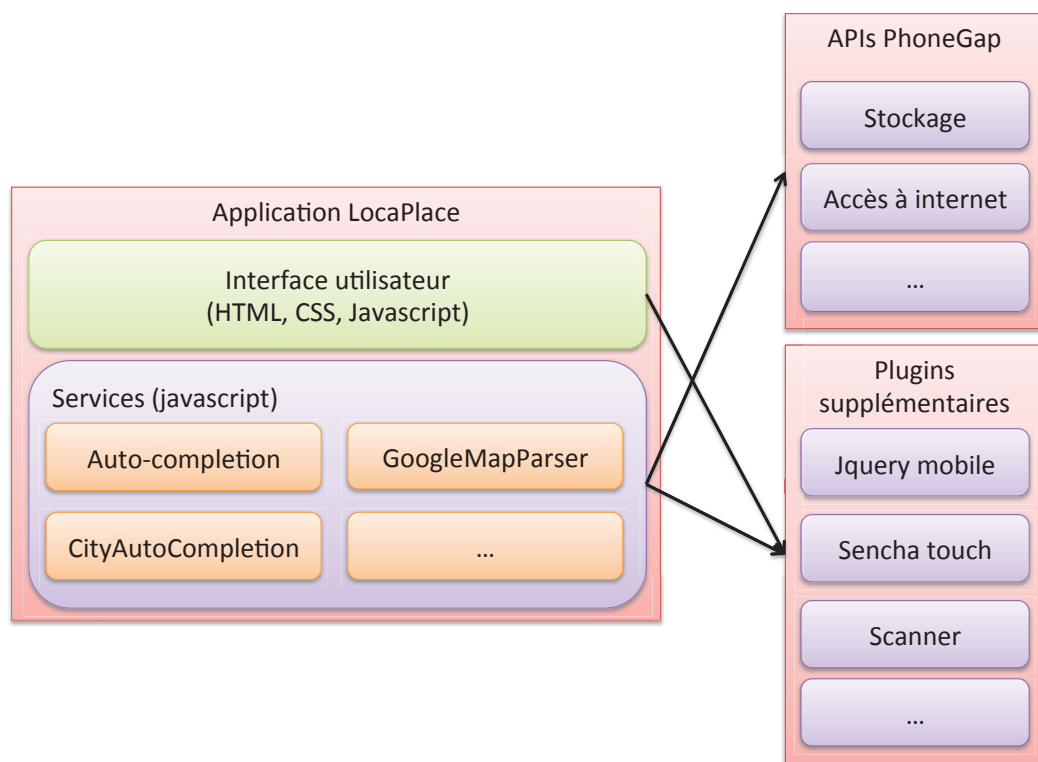 Application LocaPlace
Interface utilisateur
(HTML, CSS, Javascript)
Services (javascript)
Auto-completion
GoogleMapParser
CityAutoCompletion
...
APIs PhoneGap
Stockage
Accès à internet
...
Plugins
supplémentaires
Jquery mobile
Sencha touch
Scanner
...